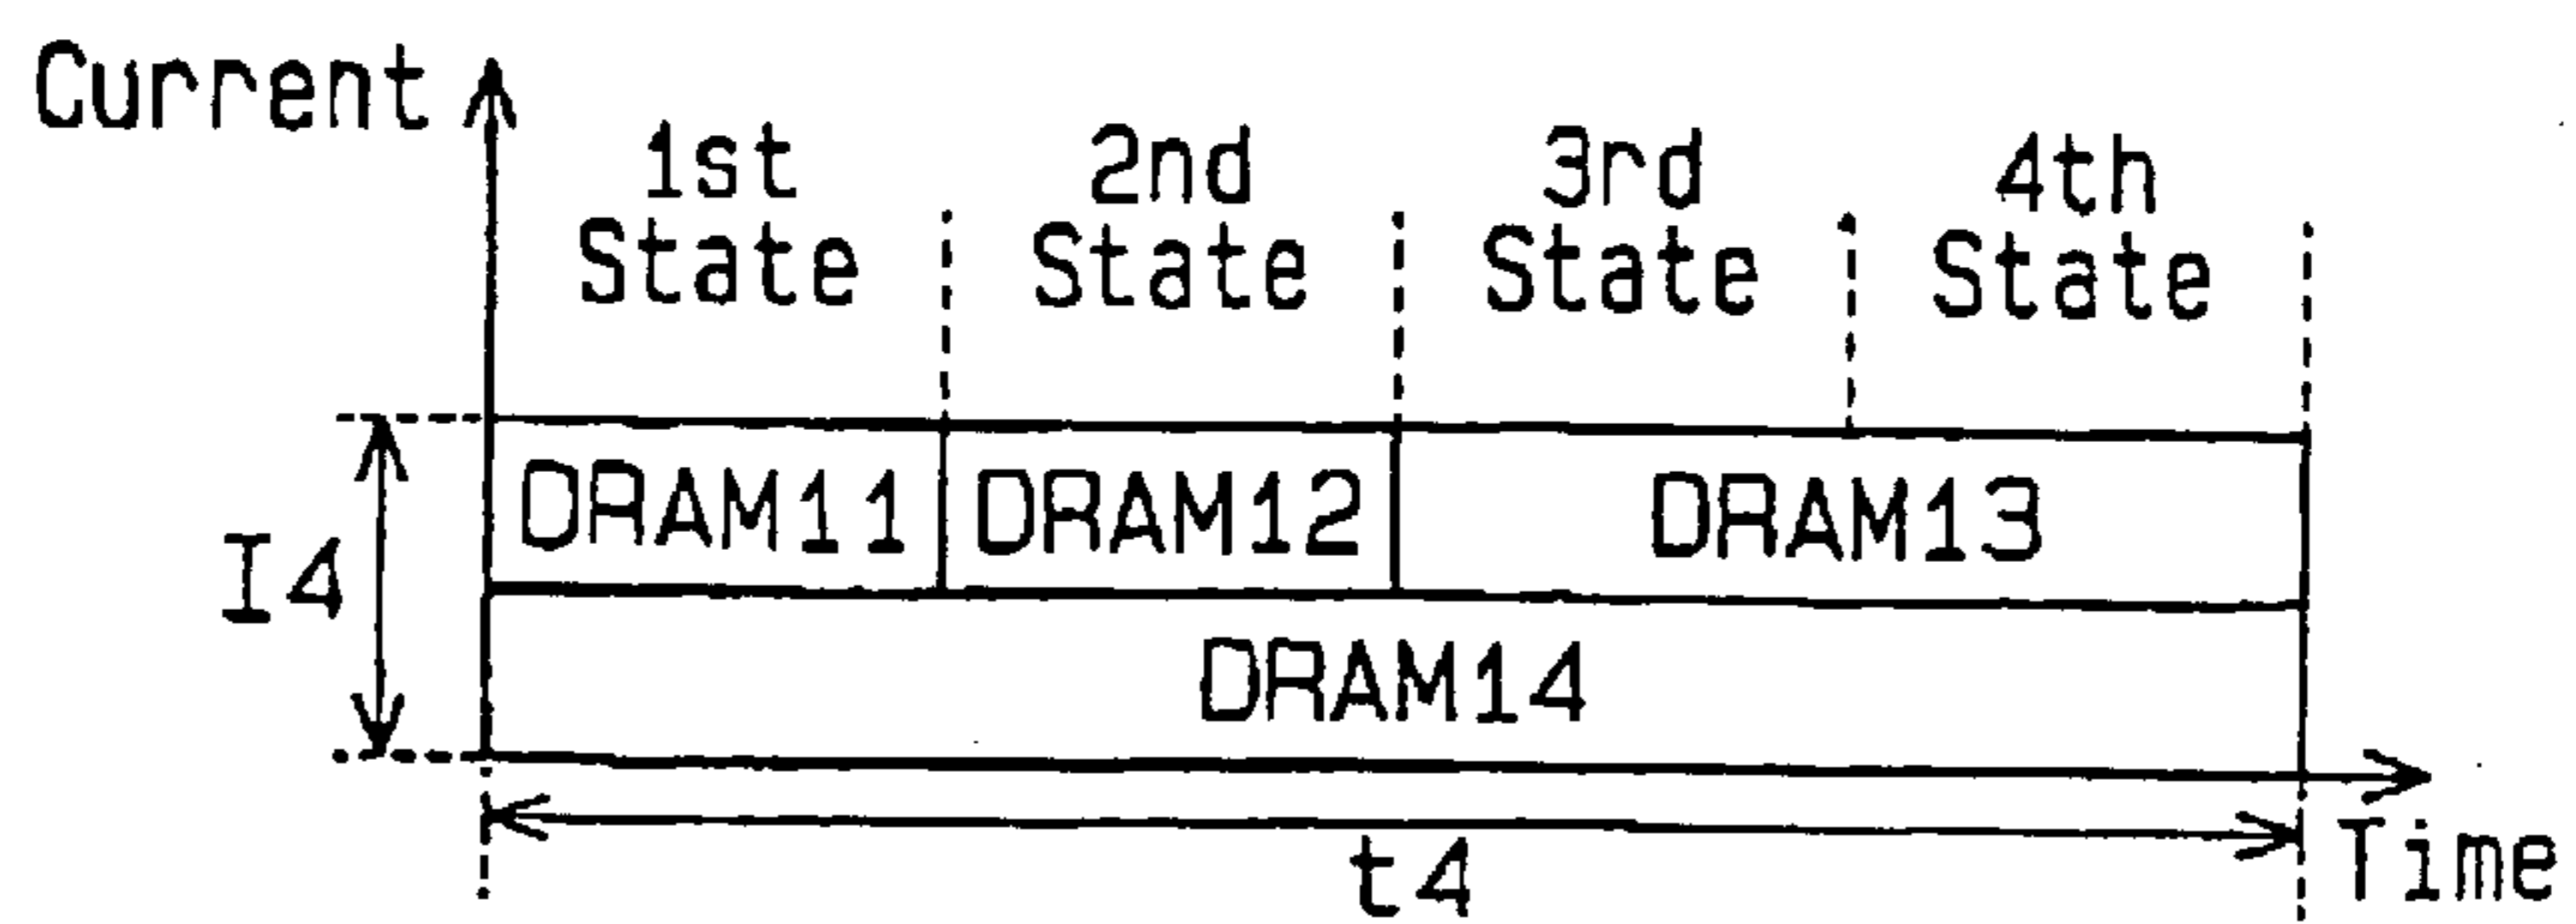 Current
1st State
2nd State
3rd State
4th State
I4
DRAM11
DRAM12
DRAM13
DRAM14
t4
Time